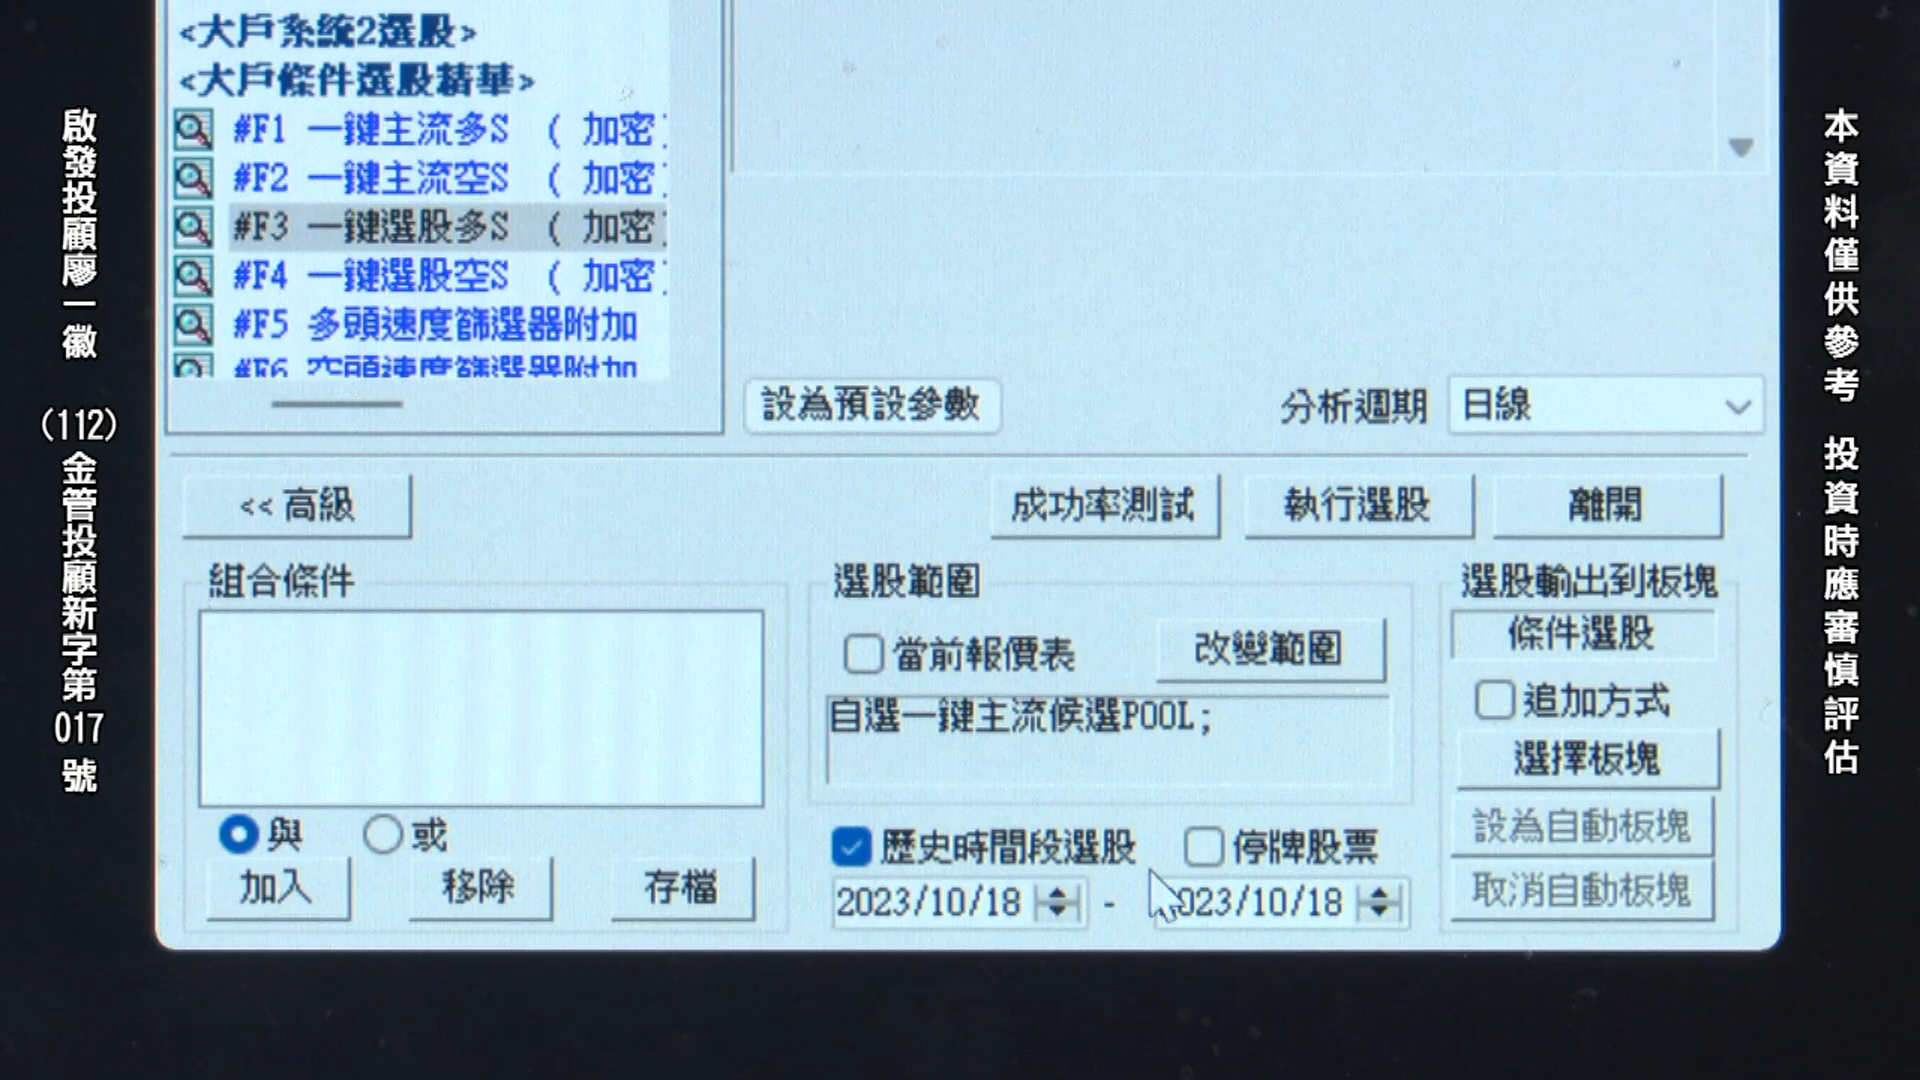 啟發投顧廖一徽 (112)金管投顧新字第017號
<大戶系統2選股>
<大戶條件選股精華>
#F1 一鍵主流多S ( 加密
#F2 一鍵主流空S ( 加密
#F3 一鍵選股多S ( 加密
#F4 一鍵選股空S ( 加密
#F5 多頭速度篩選器附加
#F6 空頭速度篩選器附加
設為預設參數
分析週期 日線
<< 高級
成功率測試
執行選股
離開
組合條件
與 或
加入 移除 存檔
選股範圍
當前報價表
改變範圍
自選一鍵主流候選POOL;
歷史時間段選股
停牌股票
2023/10/18 - 023/10/18
選股輸出到板塊
條件選股
追加方式
選擇板塊
設為自動板塊
取消自動板塊
本資料僅供參考 投資時應審慎評估